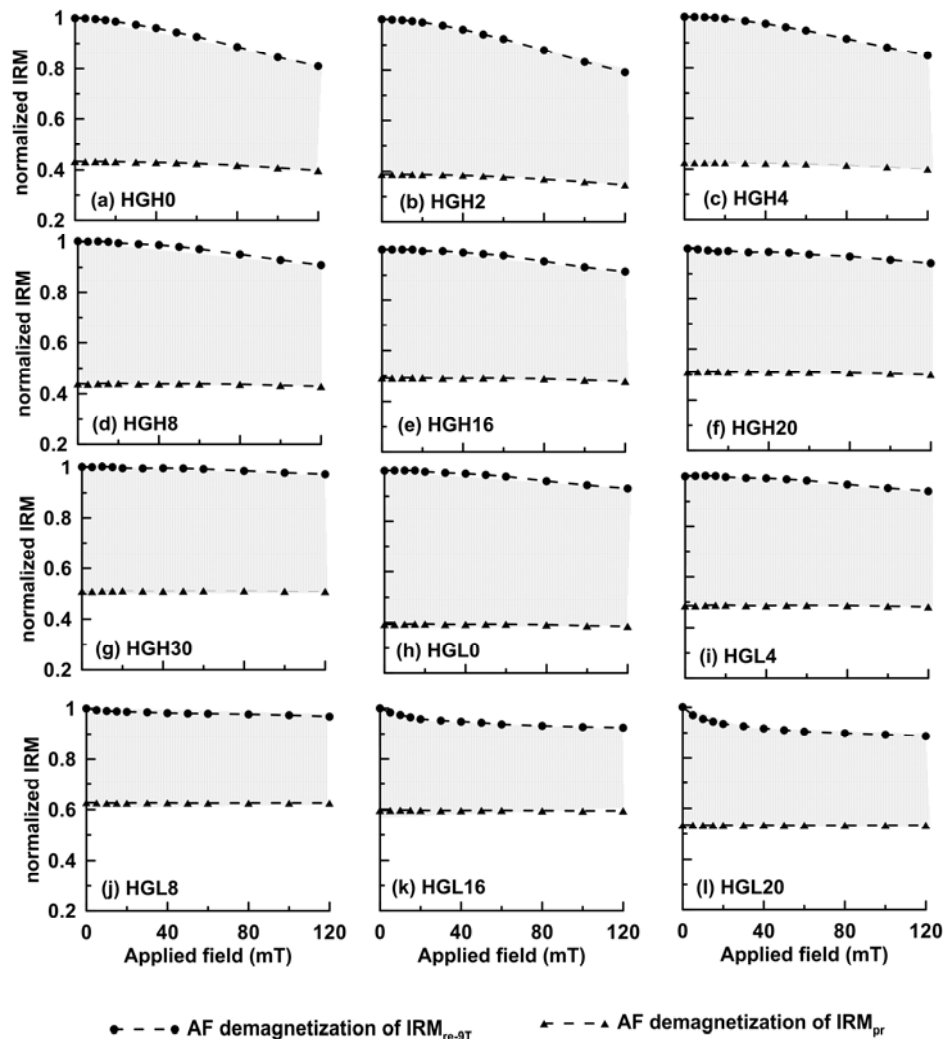 normalized IRM
1
0.8
0.6
0.4
0.2
(a) HGH0
(b) HGH2
(c) HGH4
normalized IRM
1
0.8
0.6
0.4
0.2
(d) HGH8
(e) HGH16
(f) HGH20
normalized IRM
1
0.8
0.6
0.4
0.2
(g) HGH30
(h) HGL0
(i) HGL4
normalized IRM
1
0.8
0.6
0.4
0.2
(j) HGL8
(k) HGL16
(l) HGL20
0 40 80 120 0 40 80 120 0 40 80 120
Applied field (mT) Applied field (mT) Applied field (mT)
AF demagnetization of IRMre-9T AF demagnetization of IRMpr